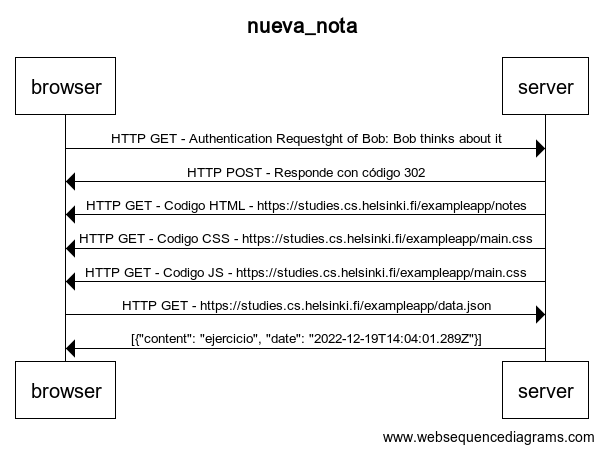 nueva_nota
browser
server
HTTP GET - Authentication Requestght of Bob: Bob thinks about it
HTTP POST - Responde con código 302
HTTP GET - Codigo HTML - https://studies.cs.helsinki.fi/exampleapp/notes
HTTP GET - Codigo CSS - https://studies.cs.helsinki.fi/exampleapp/main.css
HTTP GET - Codigo JS - https://studies.cs.helsinki.fi/exampleapp/main.css
HTTP GET - https://studies.cs.helsinki.fi/exampleapp/data.json
[{"content": "ejercicio", "date": "2022-12-19T14:04:01.289Z"}]
browser
server
www.websequencediagrams.com